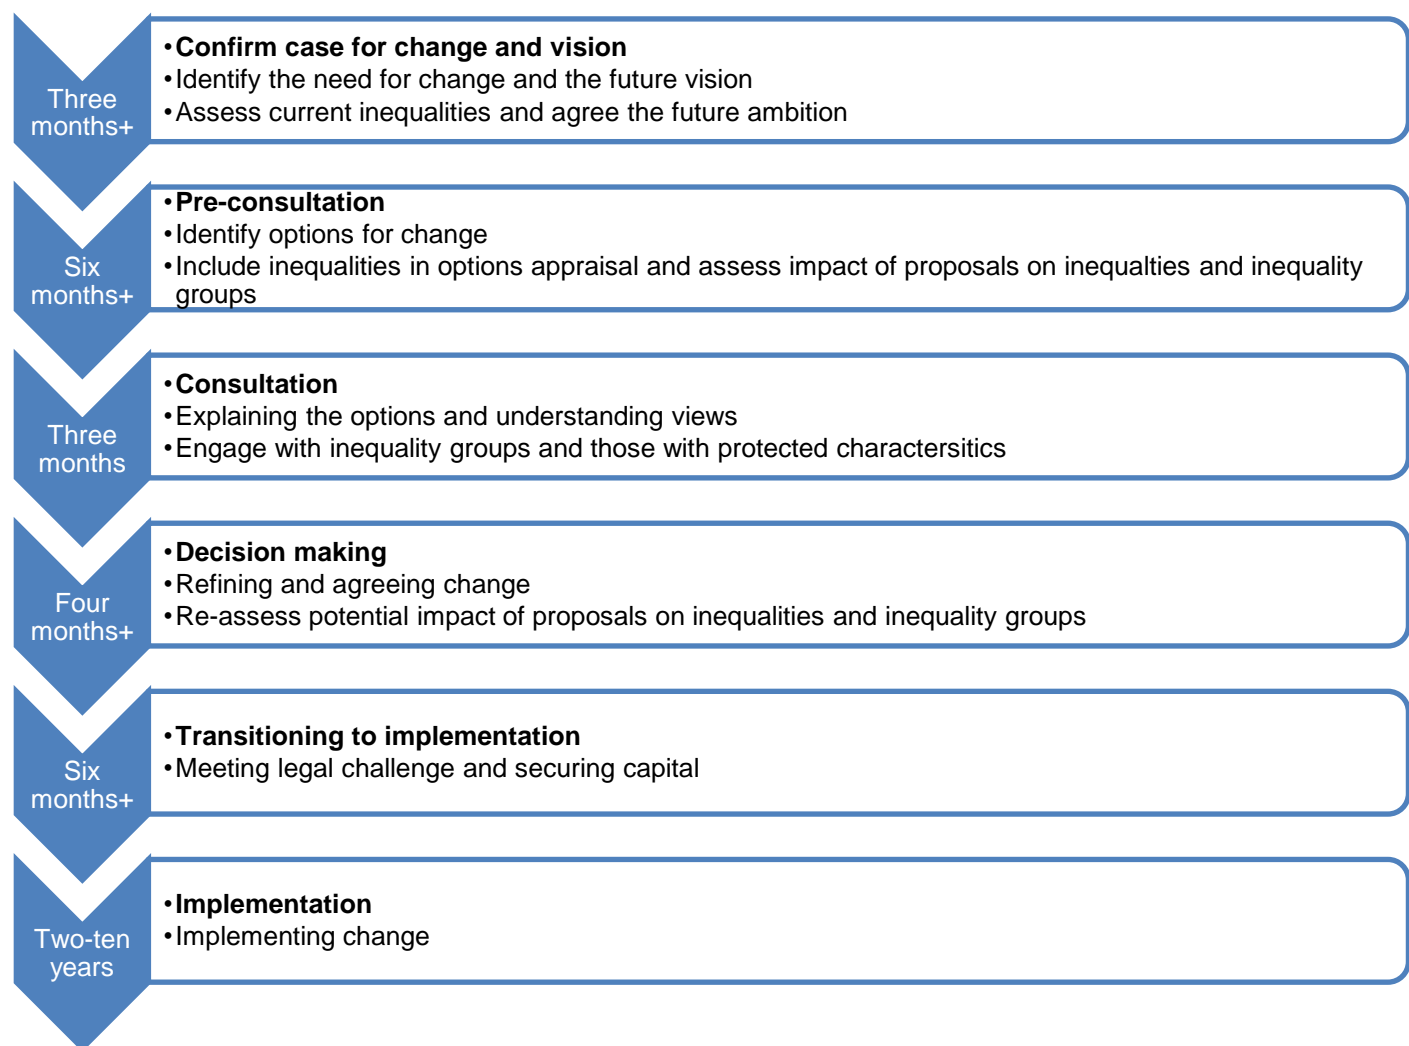 Three
months+
•Confirm case for change and vision
•Identify the need for change and the future vision
•Assess current inequalities and agree the future ambition
Six
months+
•Pre-consultation
•Identify options for change
•Include inequalities in options appraisal and assess impact of proposals on inequalties and inequality
groups
Three
months
•Consultation
•Explaining the options and understanding views
•Engage with inequality groups and those with protected charactersitics
Four
months+
•Decision making
•Refining and agreeing change
•Re-assess potential impact of proposals on inequalities and inequality groups
Six
months+
•Transitioning to implementation
•Meeting legal challenge and securing capital
Two-ten
years
•Implementation
•Implementing change